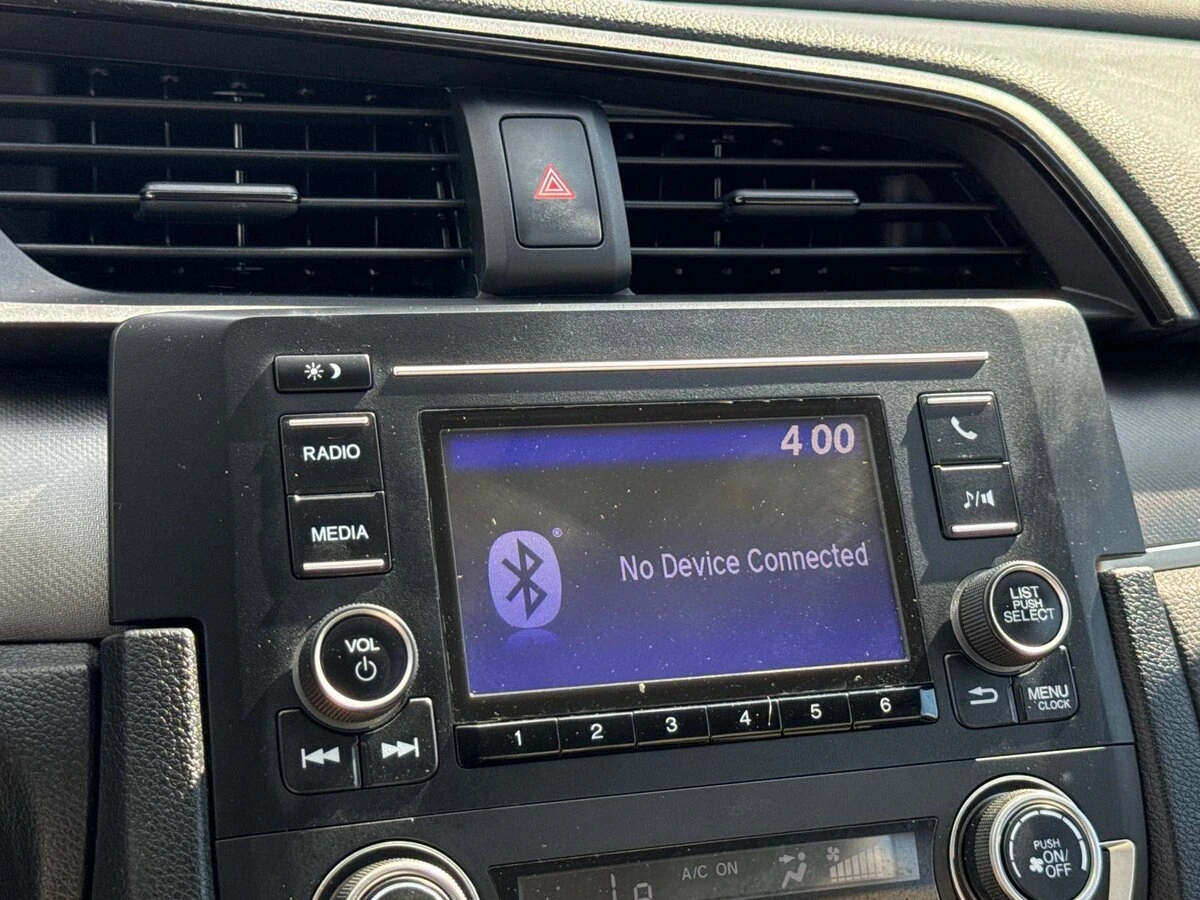 RADIO
MEDIA
4 00
®
No Device Connected
VOL
LIST
PUSH
SELECT
MENU
CLOCK
1 2 3 4 5 6
A/C ON
PUSH
ON/
OFF